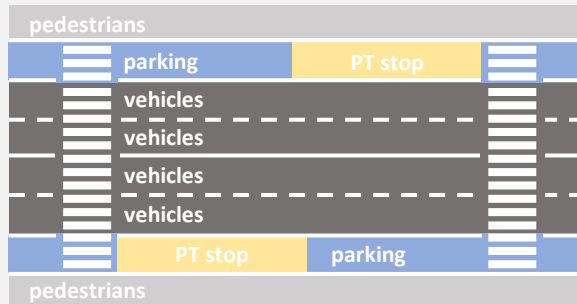 pedestrians
parking PT stop
vehicles
vehicles
vehicles
vehicles
PT stop parking
pedestrians